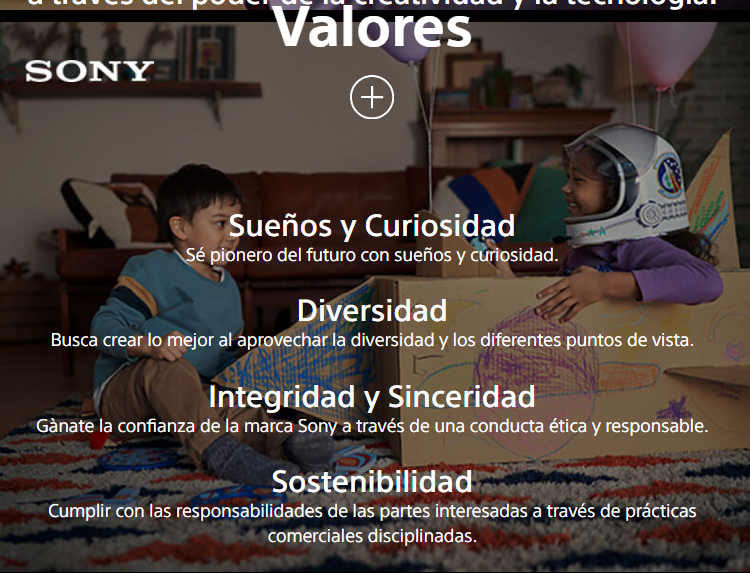 a través del poder de la creatividad y la tecnología.
Valores
SONY
Sueños y Curiosidad
Sé pionero del futuro con sueños y curiosidad.
Diversidad
Busca crear lo mejor al aprovechar la diversidad y los diferentes puntos de vista.
Integridad y Sinceridad
Gànate la confianza de la marca Sony a través de una conducta ética y responsable.
Sostenibilidad
Cumplir con las responsabilidades de las partes interesadas a través de prácticas
comerciales disciplinadas.